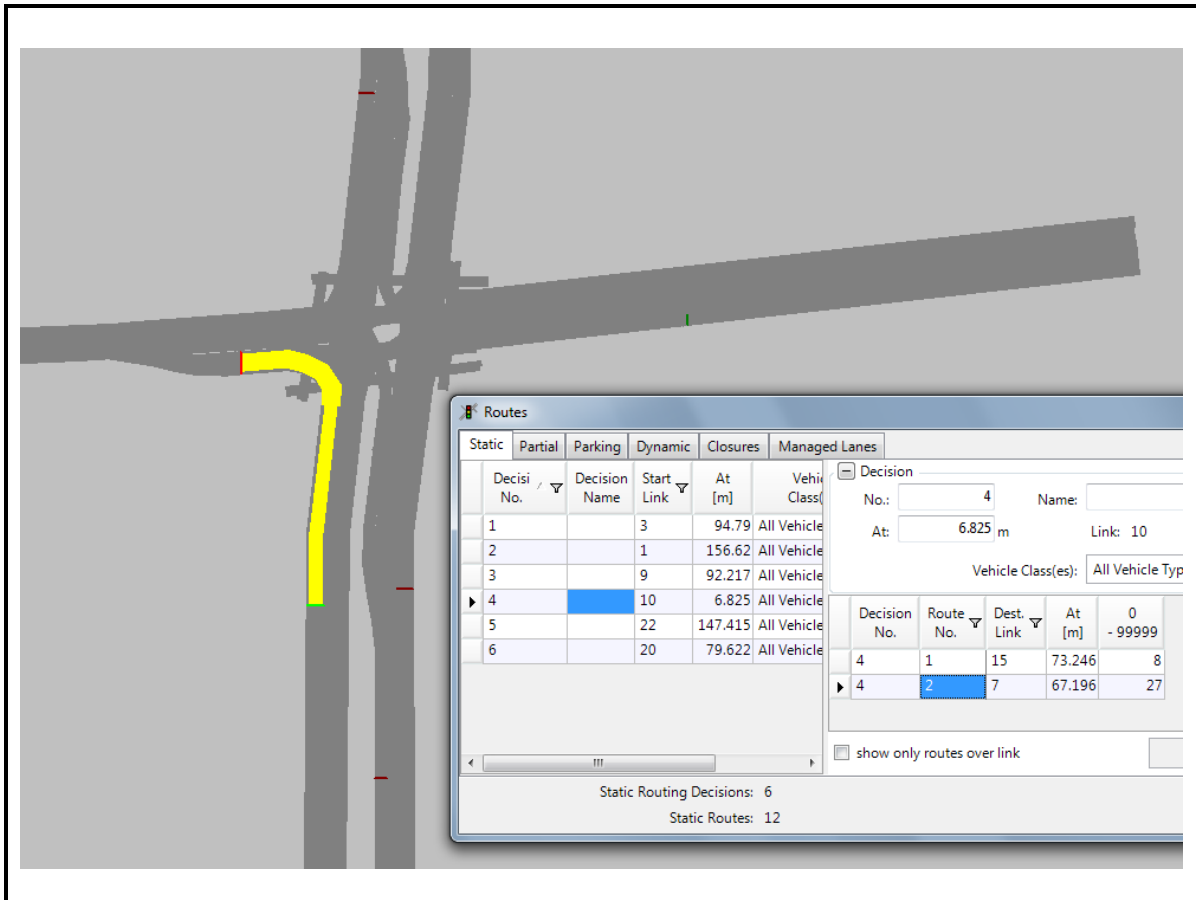 Routes
Static Partial Parking Dynamic Closures Managed Lanes
Decisi No. Decision Name Start Link At [m] Vehi Class(
1 3 94.79 All Vehicle
2 1 156.62 All Vehicle
3 9 92.217 All Vehicle
4 10 6.825 All Vehicle
5 22 147.415 All Vehicle
6 20 79.622 All Vehicle
Decision
No.: 4 Name:
At: 6.825 m Link: 10
Vehicle Class(es): All Vehicle Typ
Decision No. Route No. Dest. Link At [m] 0 - 99999
4 1 15 73.246 8
4 2 7 67.196 27
show only routes over link
Static Routing Decisions: 6
Static Routes: 12